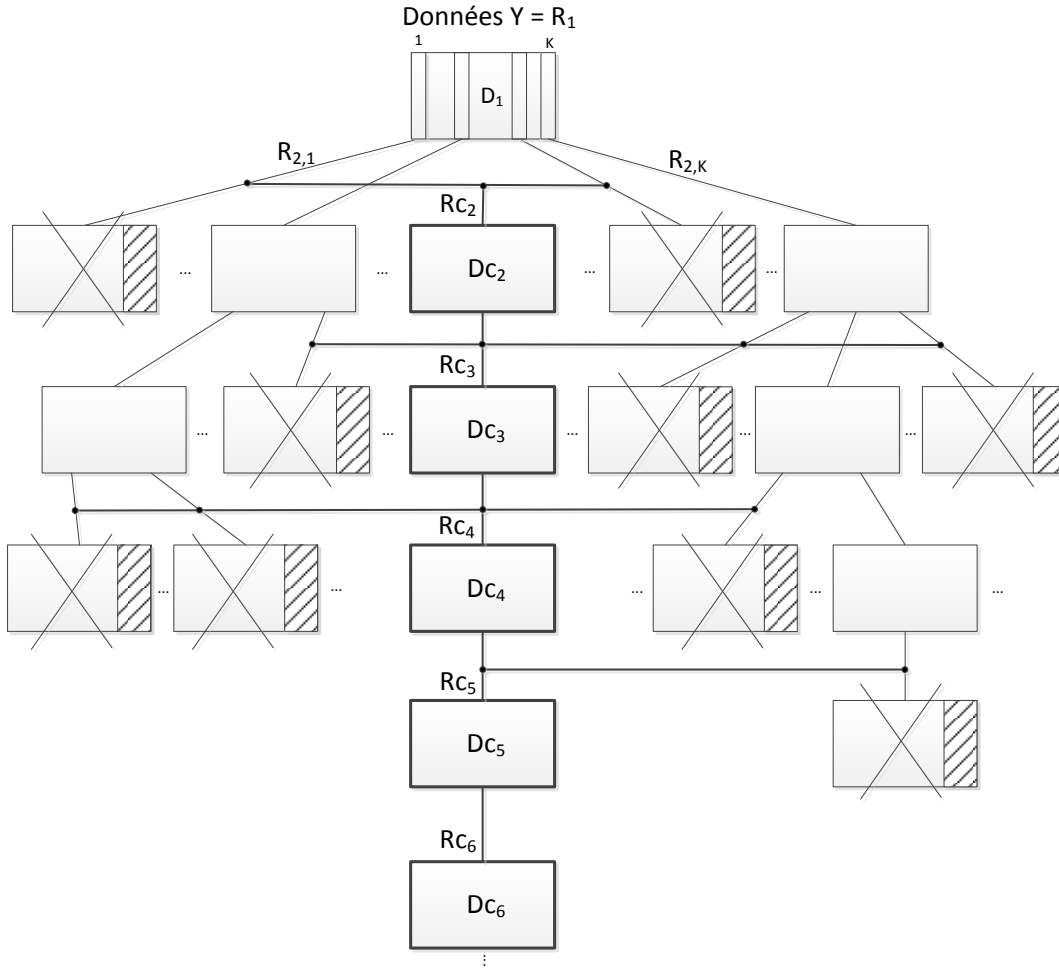 Données Y = R₁
1 K
D₁
R₂,₁ R₂,K
Rc₂
... ... Dc₂ ... ...
Rc₃
... ... Dc₃ ... ... ...
Rc₄
... ... Dc₄ ... ... ...
Rc₅
Dc₅
Rc₆
Dc₆
...